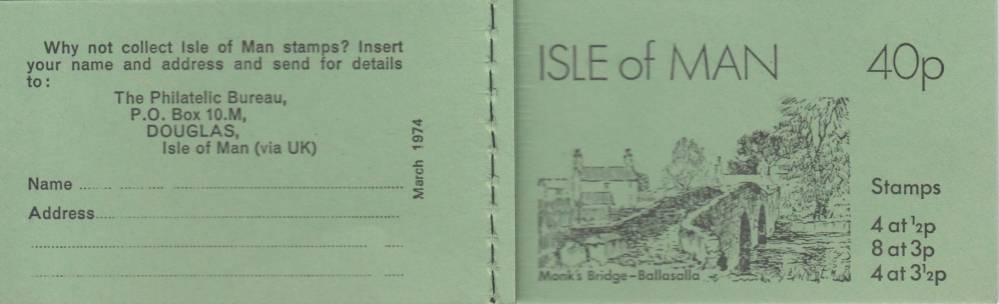 Why not collect Isle of Man stamps? Insert
your name and address and send for details
to:
The Philatelic Bureau,
P.O. Box 10.M,
DOUGLAS,
Isle of Man (via UK)
Name
Address
March 1974
ISLE of MAN 40p
Monk's Bridge-Ballasalla
Stamps
4 at ½p
8 at 3p
4 at 3½p